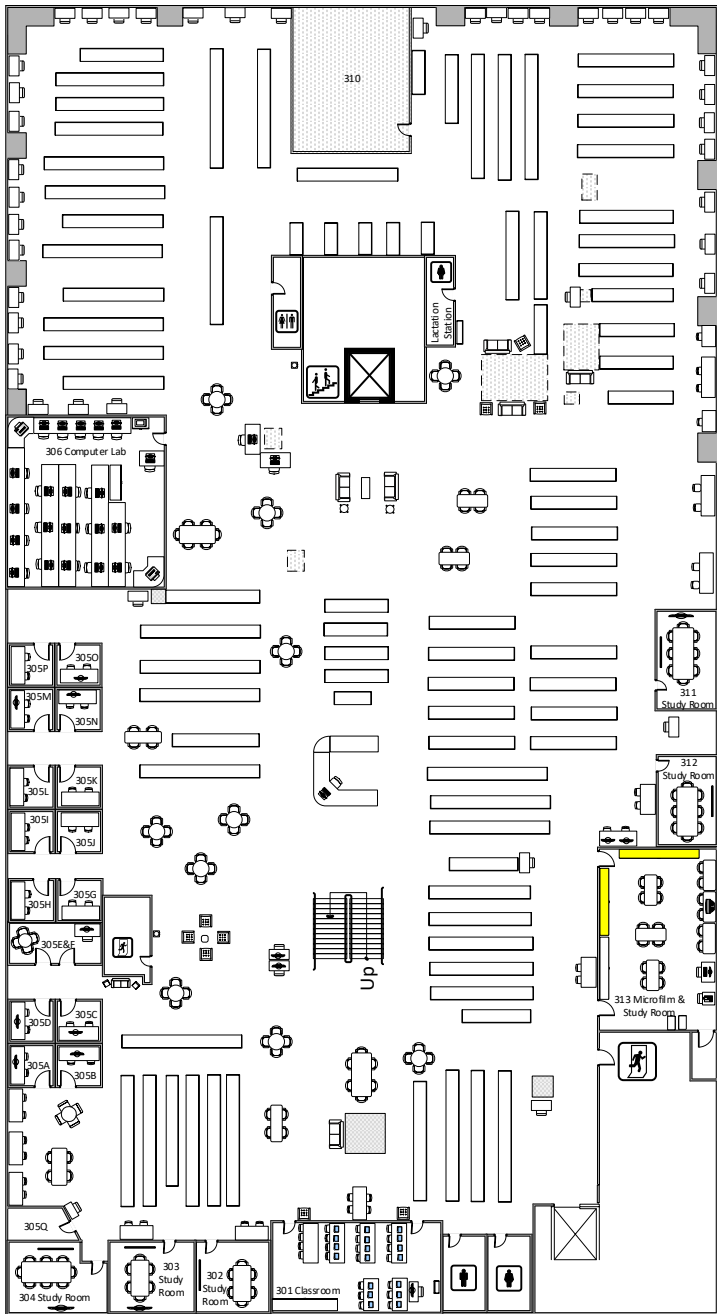 310
Lactation
Station
306 Computer Lab
305P
305O
305M
305N
311
Study Room
312
Study Room
305L
305K
305I
305J
305H
305G
305E&F
Up
313 Microfilm &
Study Room
305D
305C
305A
305B
305Q
304 Study Room
303
Study
Room
302
Study
Room
301 Classroom